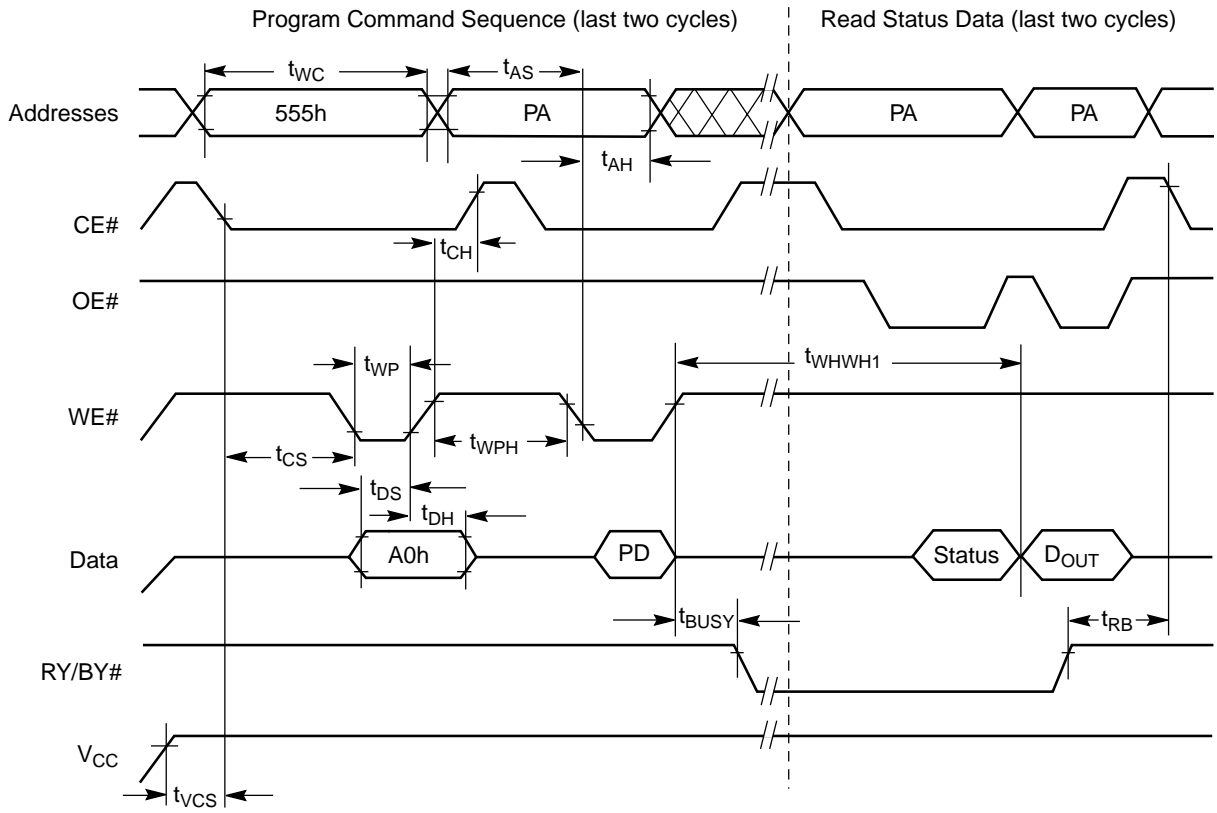 Program Command Sequence (last two cycles) Read Status Data (last two cycles)
tWC tAS
Addresses 555h PA PA PA
tAH
CE#
tCH
OE#
tWP tWHWH1
WE#
tCS tWPH
tDS
tDH
Data A0h PD Status DOUT
tBUSY tRB
RY/BY#
VCC
tVCS